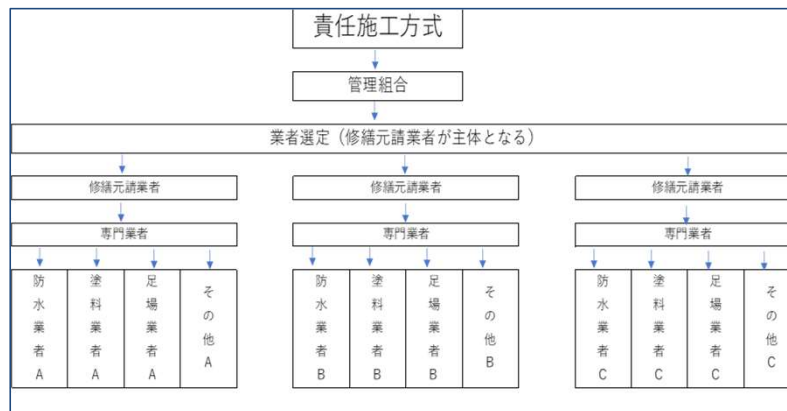 責任施工方式
管理組合
業者選定（修繕元請業者が主体となる）
修繕元請業者
修繕元請業者
修繕元請業者
専門業者
専門業者
専門業者
防水業者A
塗料業者A
足場業者A
その他A
防水業者B
塗料業者B
足場業者B
その他B
防水業者C
塗料業者C
足場業者C
その他C